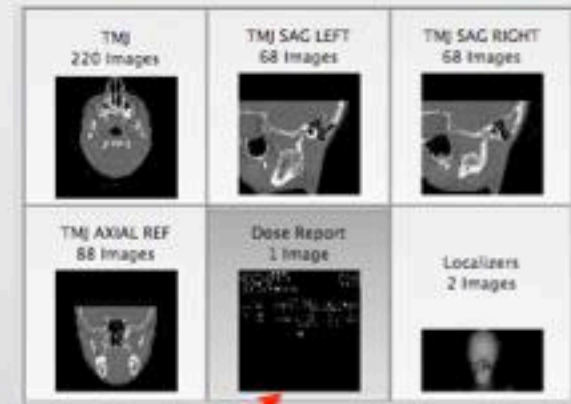 TMJ
220 Images
TMJ SAG LEFT
68 Images
TMJ SAG RIGHT
68 Images
TMJ AXIAL REF
88 Images
Dose Report
1 Image
Localizers
2 Images